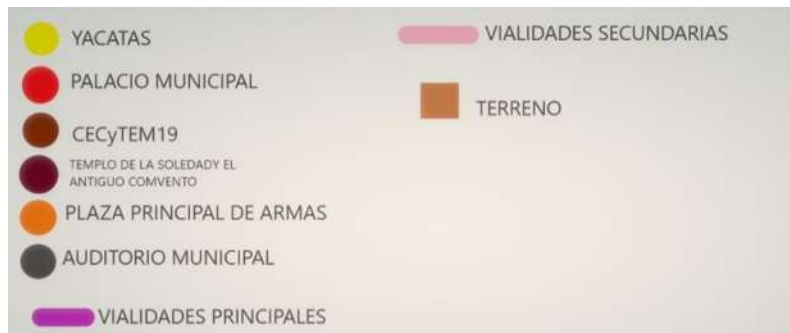 YACATAS
PALACIO MUNICIPAL
CECyTEM19
TEMPLO DE LA SOLEDADY EL
ANTIGUO COMVENTO
PLAZA PRINCIPAL DE ARMAS
AUDITORIO MUNICIPAL
VIALIDADES PRINCIPALES
VIALIDADES SECUNDARIAS
TERRENO